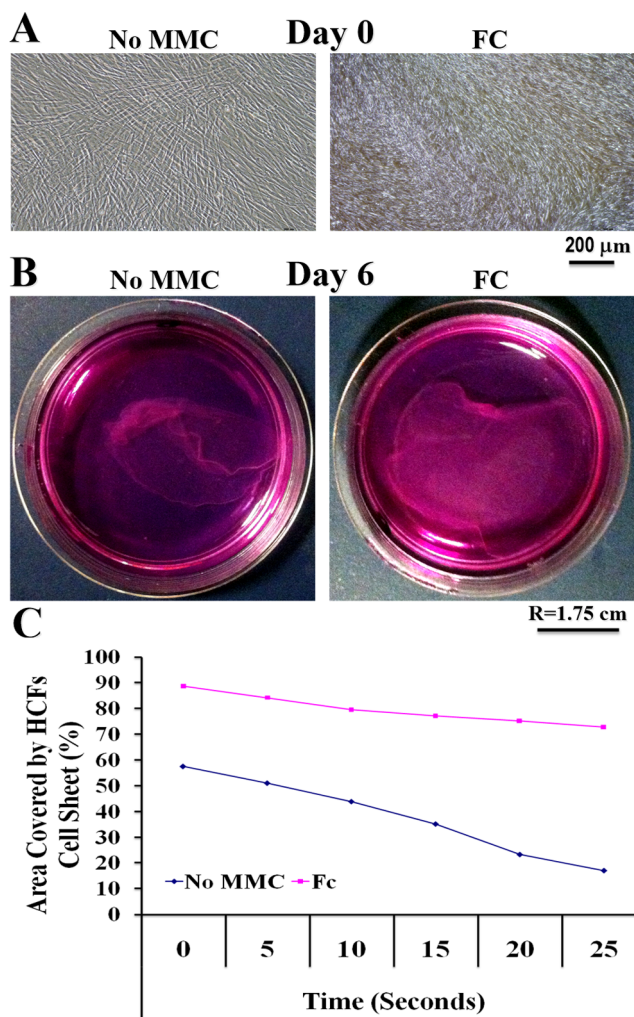 A
No MMC Day 0 FC
200 µm
B
No MMC Day 6 FC
R=1.75 cm
C
Area Covered by HCFs
Cell Sheet (%)
100
90
80
70
60
50
40
30
20
10
0
No MMC Fc
0 5 10 15 20 25
Time (Seconds)